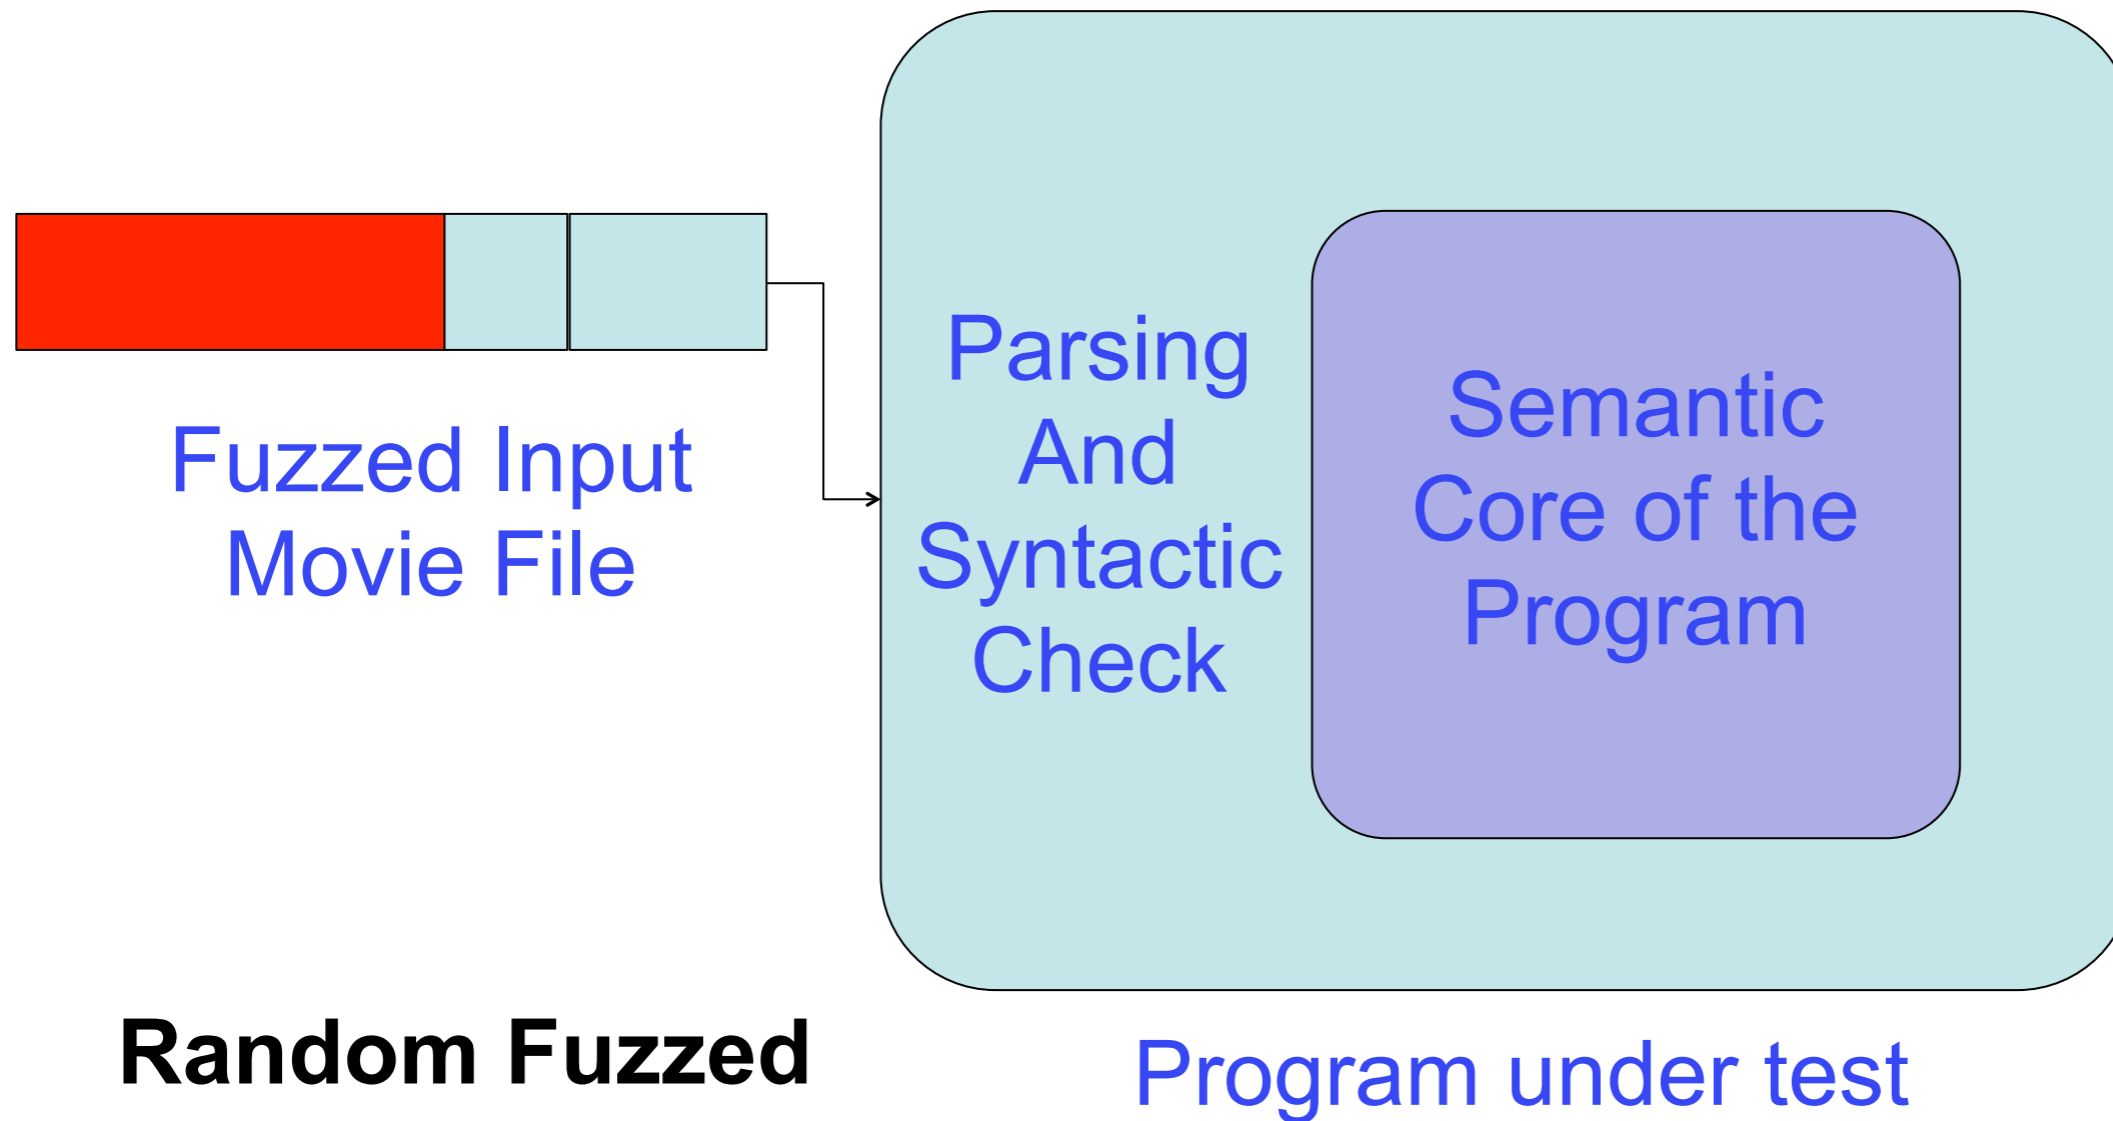 Fuzzed Input
Movie File
Parsing
And
Syntactic
Check
Semantic
Core of the
Program
Random Fuzzed
Program under test